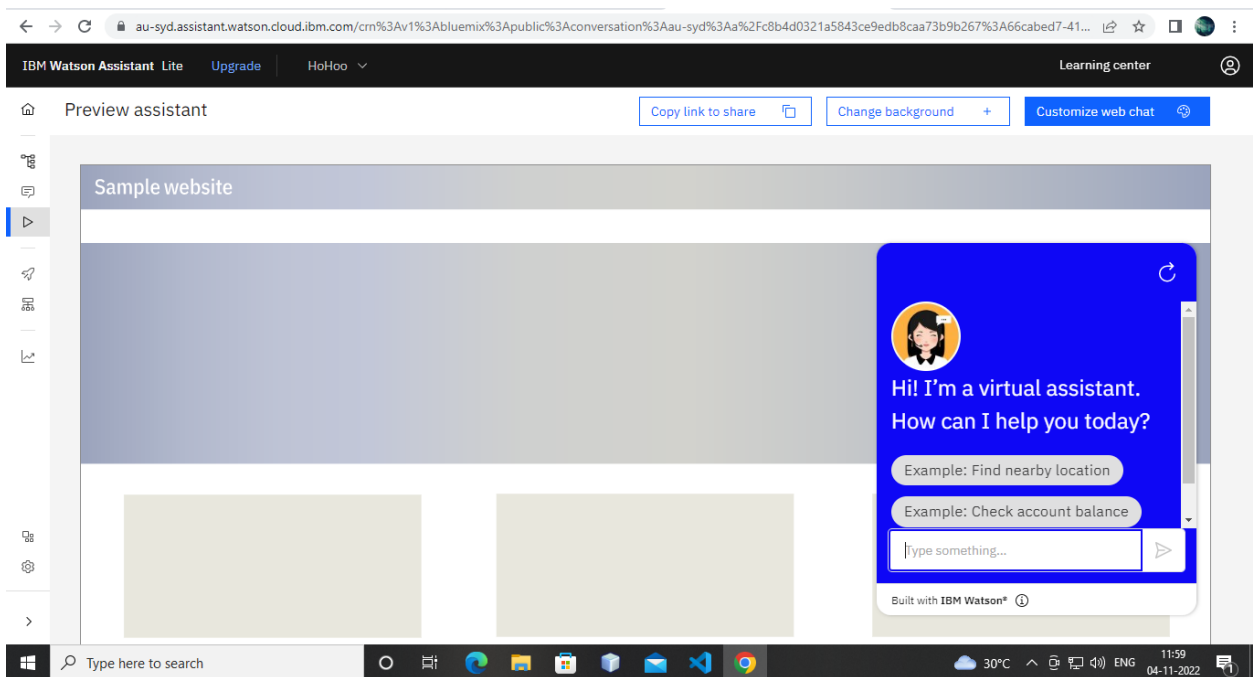 au-syd.assistant.watson.cloud.ibm.com/crn%3Av1%3Abluemix%3Apublic%3Aconversation%3Aau-syd%3Aa%2Fc8b4d0321a5843ce9edb8caa73b9b267%3A66cabed7-41...
IBM Watson Assistant Lite Upgrade HoHoo Learning center
Preview assistant Copy link to share Change background + Customize web chat
Sample website
Hi! I'm a virtual assistant.
How can I help you today?
Example: Find nearby location
Example: Check account balance
Type something...
Built with IBM Watson®
Type here to search 30°C ENG 11:59
04-11-2022
1